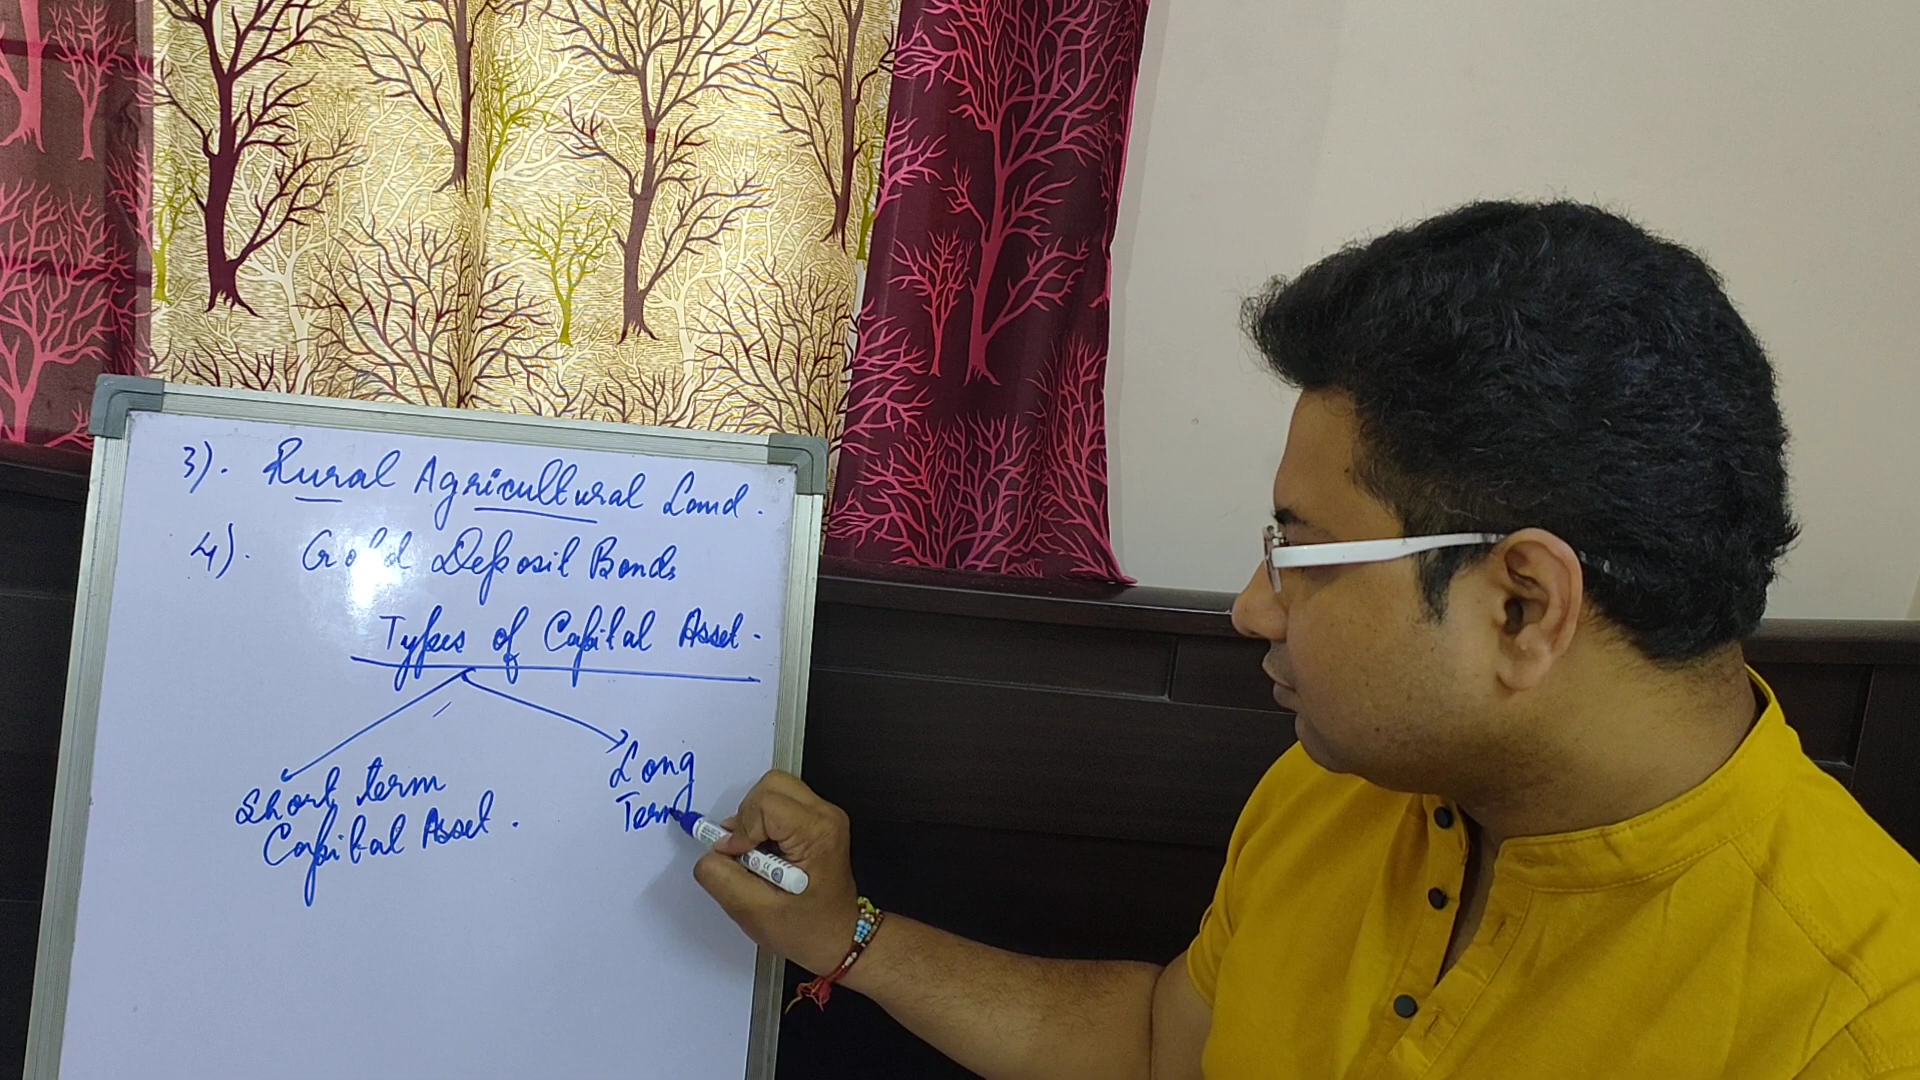 3). Rural Agricultural Land.
4). Gold Deposit Bonds
Types of Capital Asset.
Short term
Capital Asset.
Long
Term